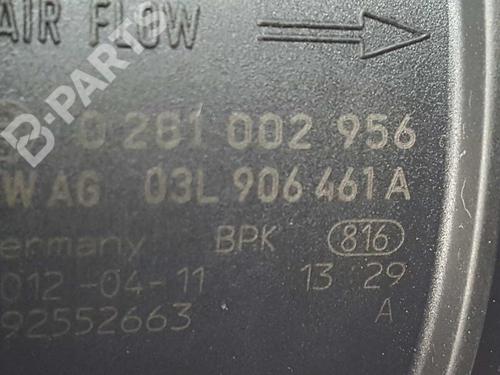 AIR FLOW
B-PARTS
0 281 002 956
W AG 03L 906 461 A
ermany BPK 816
012-04-11 13 29
92552663 A